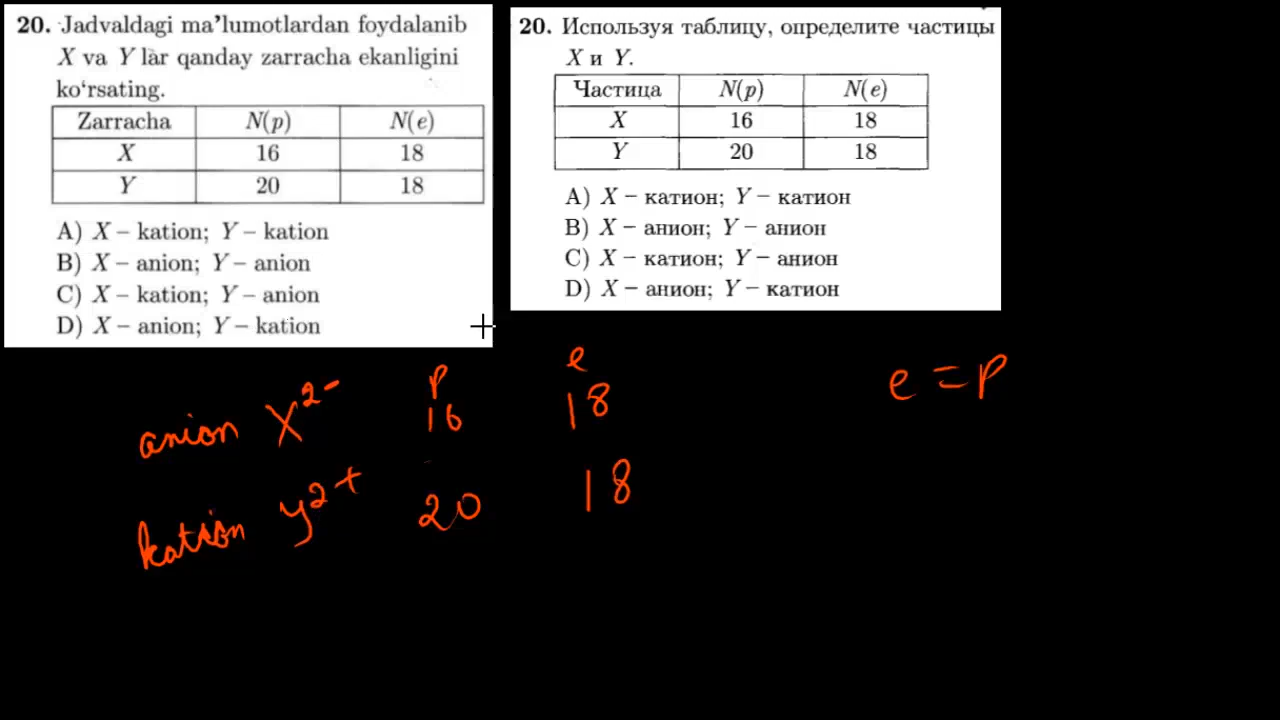 20. Jadvaldagi ma’lumotlardan foydalanib
X va Y lar qanday zarracha ekanligini
ko‘rsating.
Zarracha N(p) N(e)
X 16 18
Y 20 18
A) X – kation; Y – kation
B) X – anion; Y – anion
C) X – kation; Y – anion
D) X – anion; Y – kation
20. Используя таблицу, определите частицы
X и Y.
Частица N(p) N(e)
X 16 18
Y 20 18
A) X – катион; Y – катион
B) X – анион; Y – анион
C) X – катион; Y – анион
D) X – анион; Y – катион
p e
anion X²⁻ 16 18
kation y²⁺ 20 18
e = p